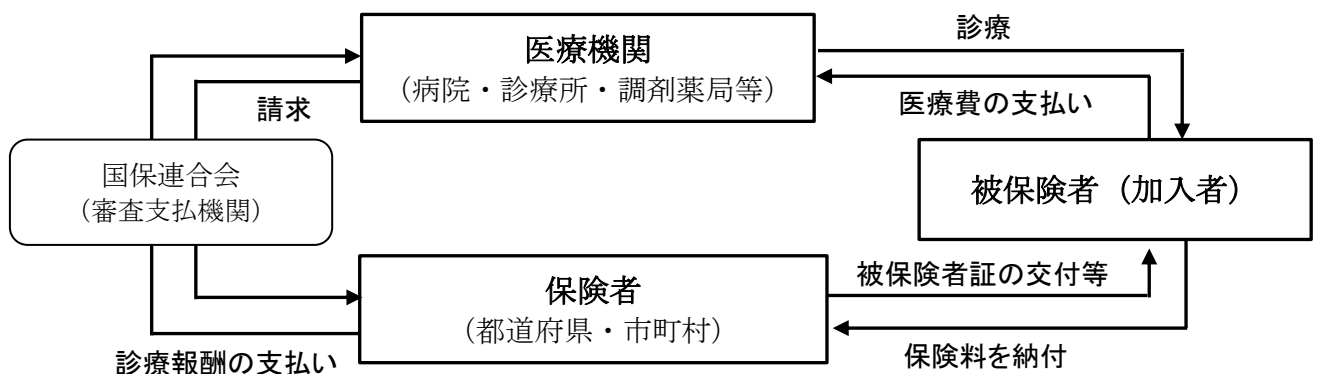 診療
医療機関
（病院・診療所・調剤薬局等）
請求
医療費の支払い
国保連合会
（審査支払機関）
被保険者（加入者）
被保険者証の交付等
保険者
（都道府県・市町村）
保険料を納付
診療報酬の支払い